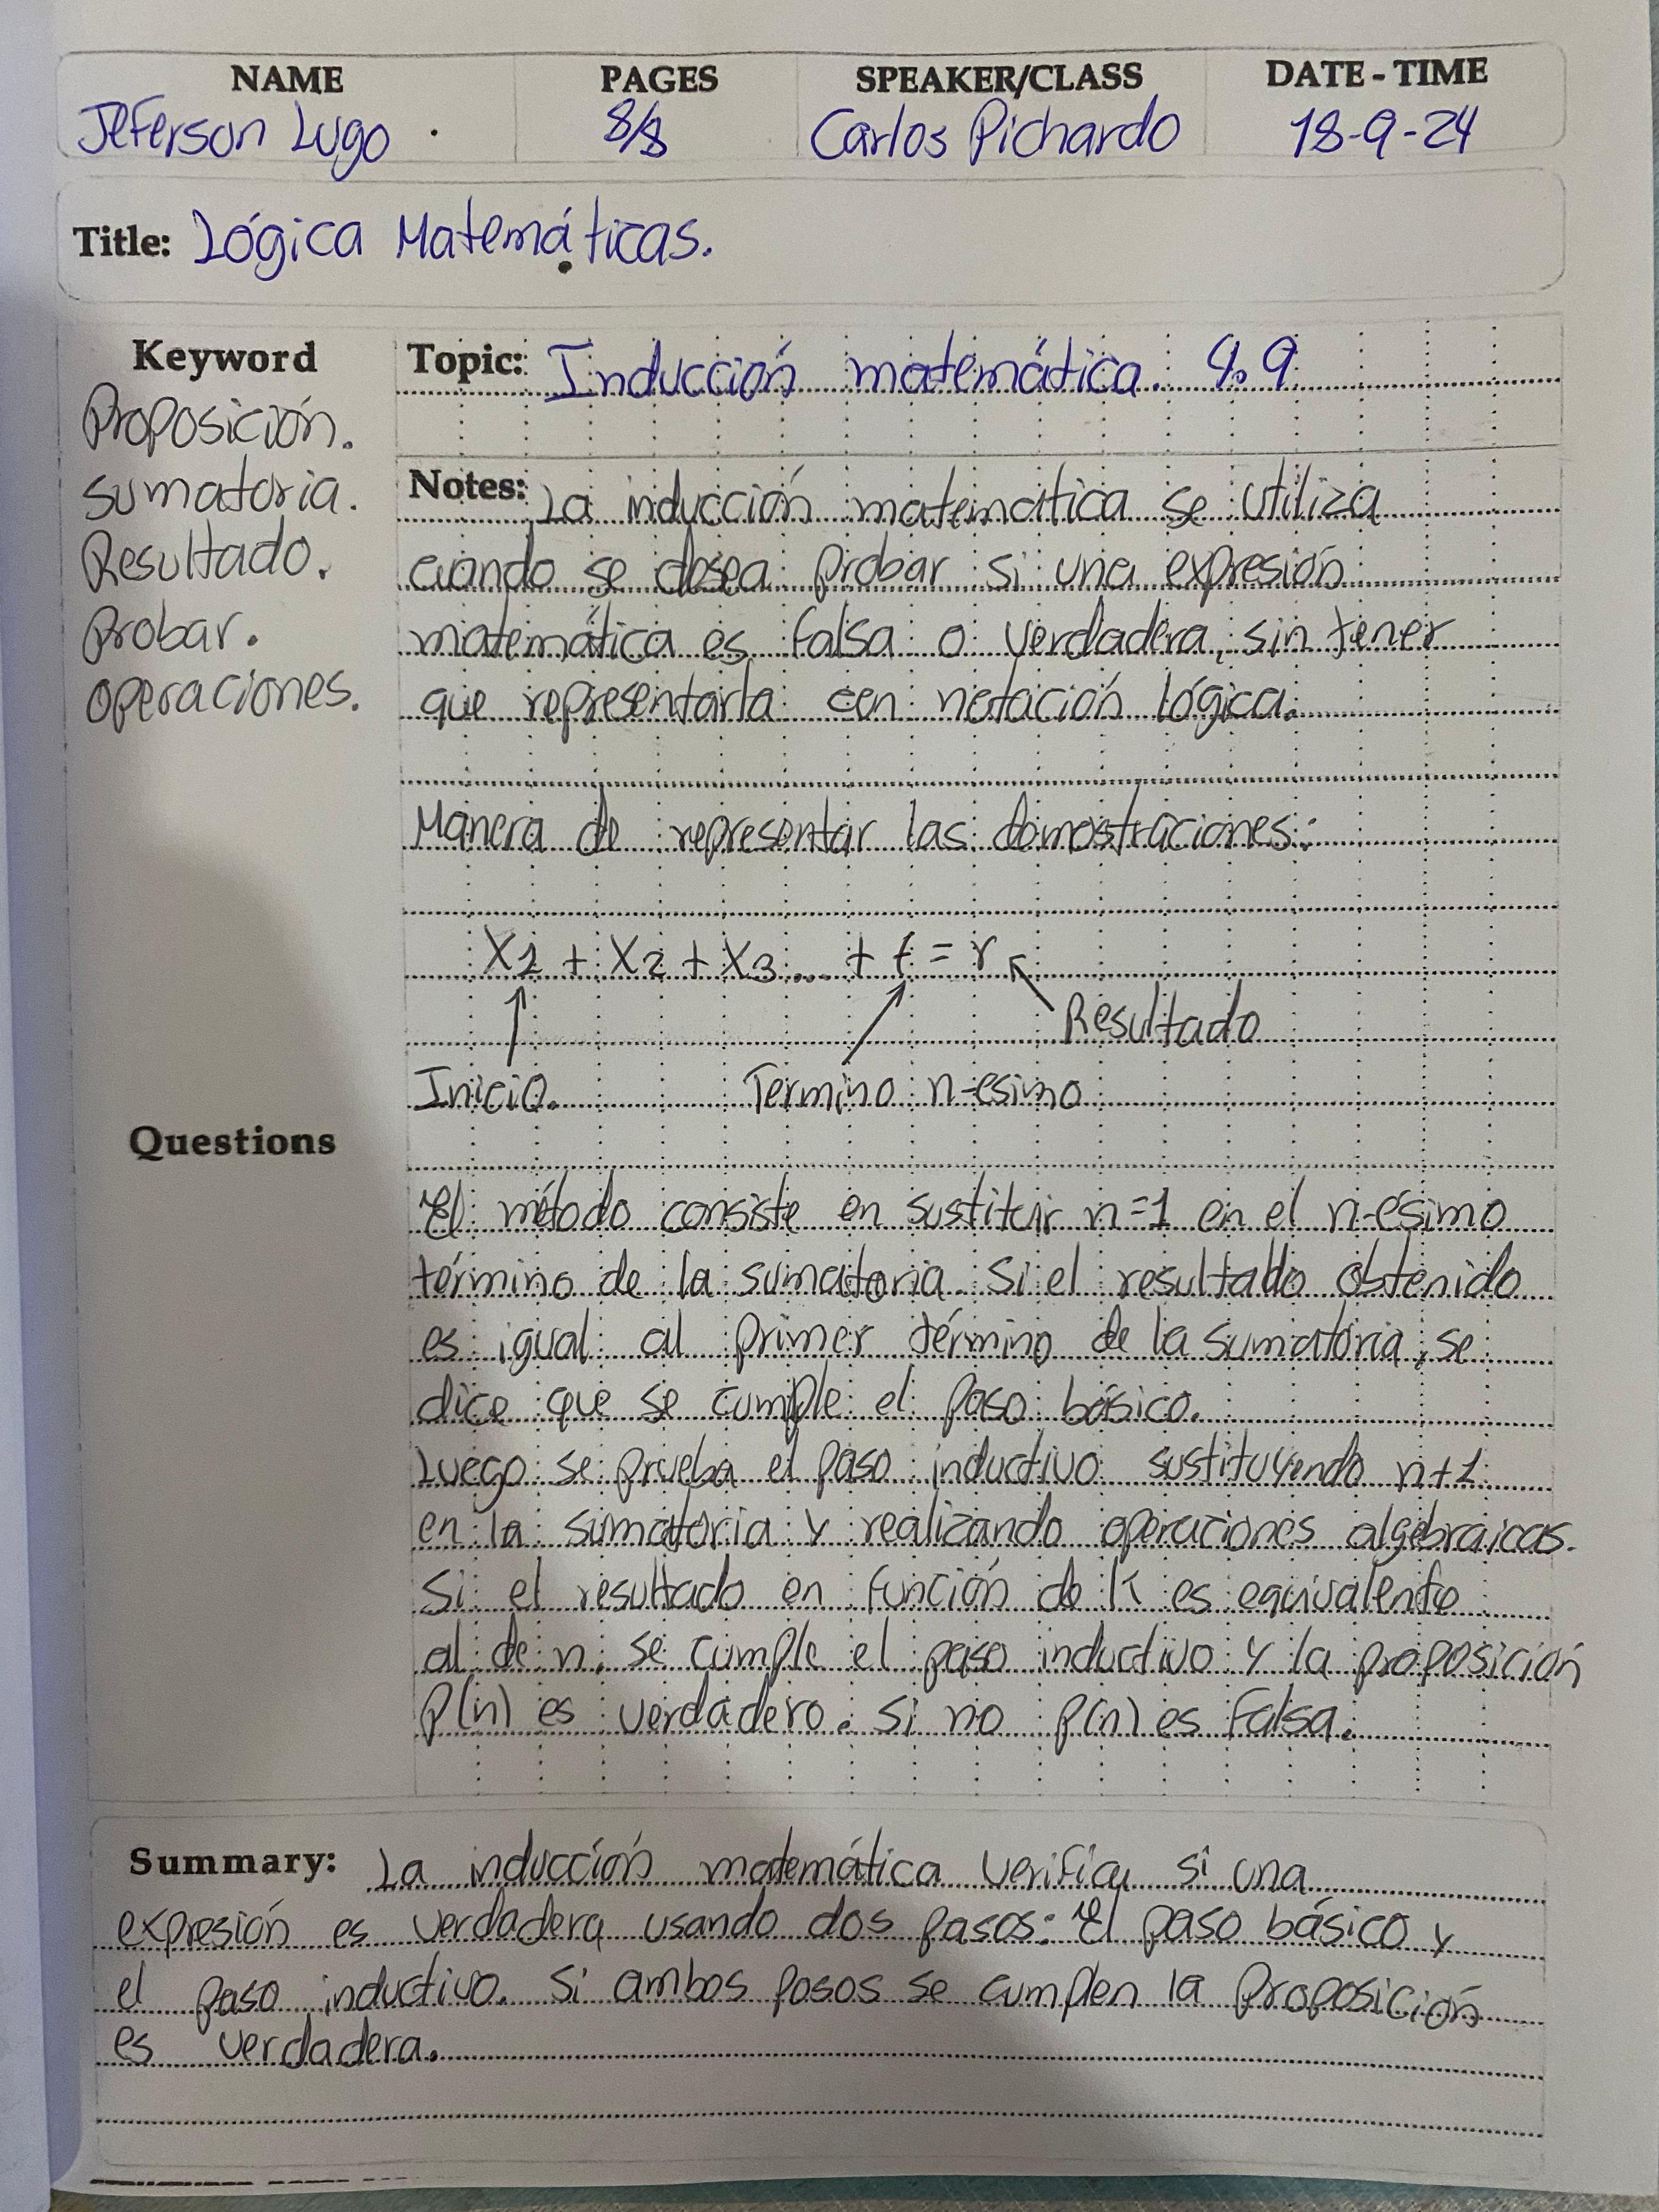 NAME PAGES SPEAKER/CLASS DATE - TIME
Jeferson Lugo 8/8 Carlos Pichardo 18-9-24
Title: Lógica Matemáticas.
Keyword
Proposición.
sumatoria.
Resultado.
Probar.
operaciones.
Topic: Inducción matemática. 4.9
Notes: La inducción matemática se utiliza
cuando se desea probar si una expresión
matemática es falsa o verdadera, sin tener
que representarla con notación lógica.
Manera de representar las demostraciones:
X1 + X2 + X3 ... + t = r
Resultado
Inicio. Termino n-esimo
Questions
El método consiste en sustituir n=1 en el n-ésimo
término de la sumatoria. Si el resultado obtenido
es igual al primer término de la sumatoria, se
dice que se cumple el paso básico.
Luego se prueba el paso inductivo sustituyendo n+1
en la sumatoria y realizando operaciones algebraicas.
Si el resultado en función de K es equivalente
al de n, se cumple el paso inductivo y la proposición
P(n) es verdadero. Si no P(n) es falsa.
Summary: La inducción matemática verifica si una
expresión es verdadera usando dos pasos: El paso básico y
el paso inductivo. Si ambos pasos se cumplen la proposición
es verdadera.